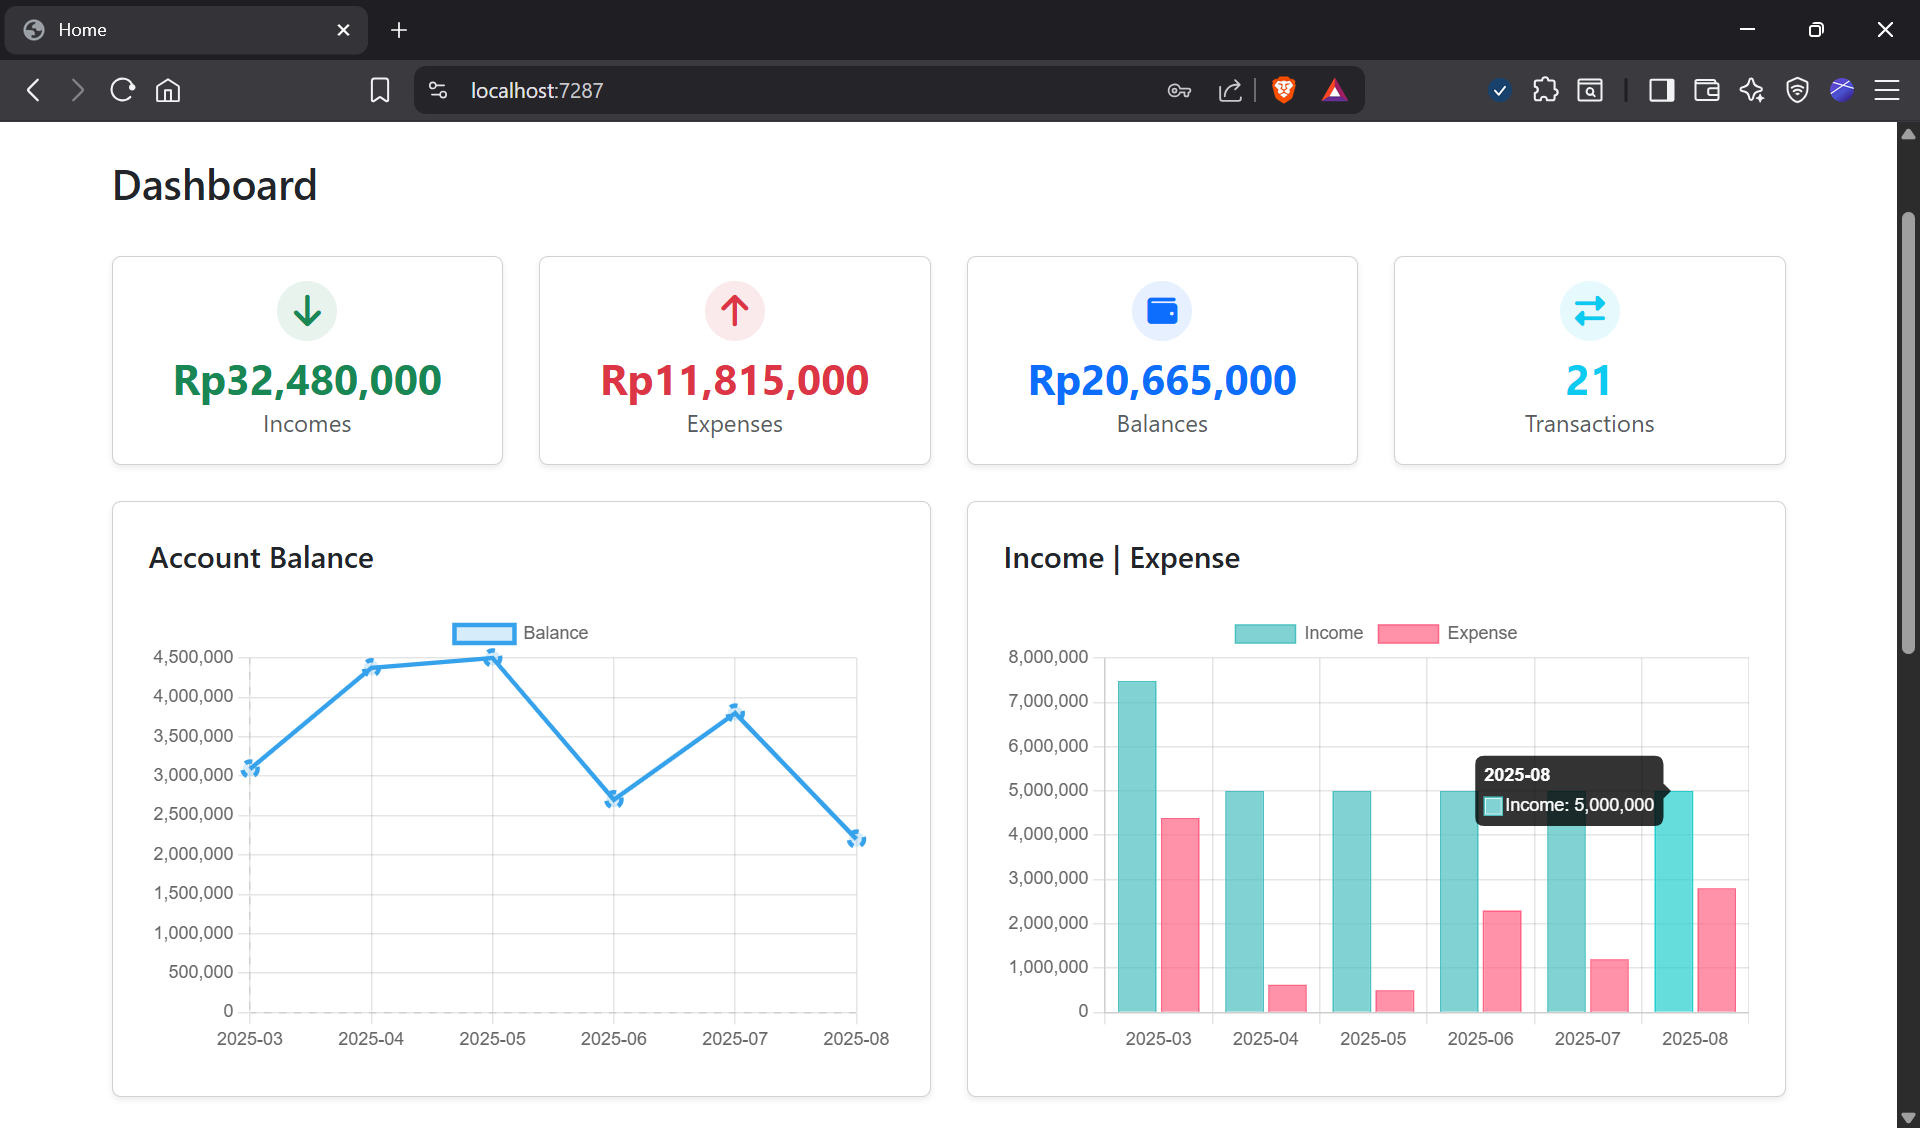 Home
localhost:7287
Dashboard
Rp32,480,000
Incomes
Rp11,815,000
Expenses
Rp20,665,000
Balances
21
Transactions
Account Balance
Balance
4,500,000
4,000,000
3,500,000
3,000,000
2,500,000
2,000,000
1,500,000
1,000,000
500,000
0
2025-03 2025-04 2025-05 2025-06 2025-07 2025-08
Income | Expense
Income Expense
8,000,000
7,000,000
6,000,000
5,000,000
4,000,000
3,000,000
2,000,000
1,000,000
0
2025-08
Income: 5,000,000
2025-03 2025-04 2025-05 2025-06 2025-07 2025-08